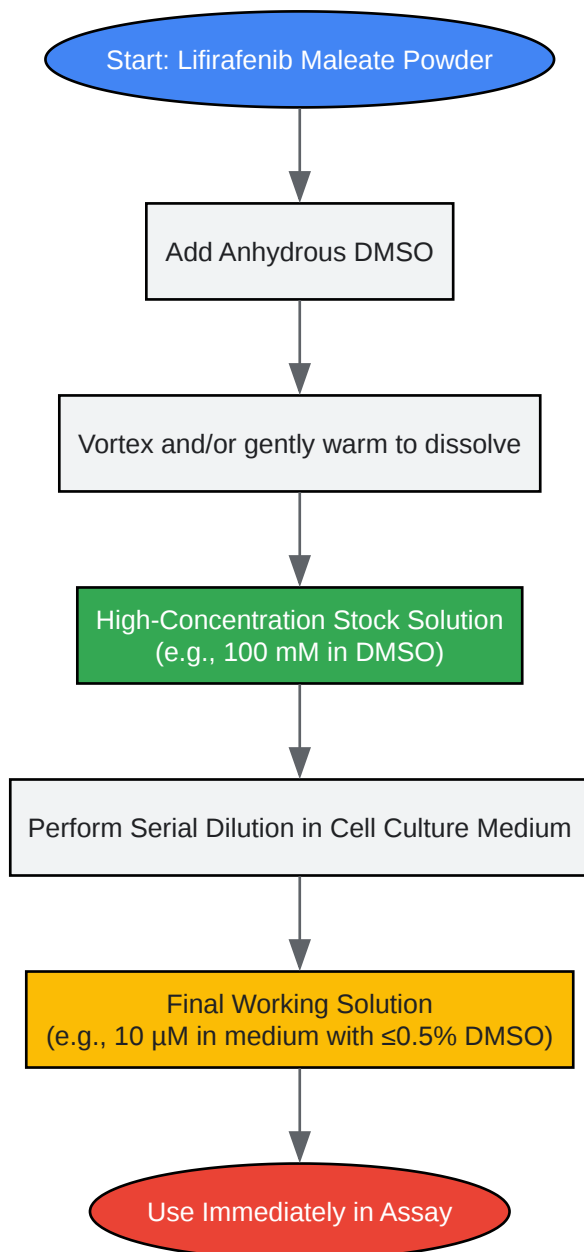 Start: Lifirafenib Maleate Powder
Add Anhydrous DMSO
Vortex and/or gently warm to dissolve
High-Concentration Stock Solution
(e.g., 100 mM in DMSO)
Perform Serial Dilution in Cell Culture Medium
Final Working Solution
(e.g., 10 µM in medium with ≤0.5% DMSO)
Use Immediately in Assay